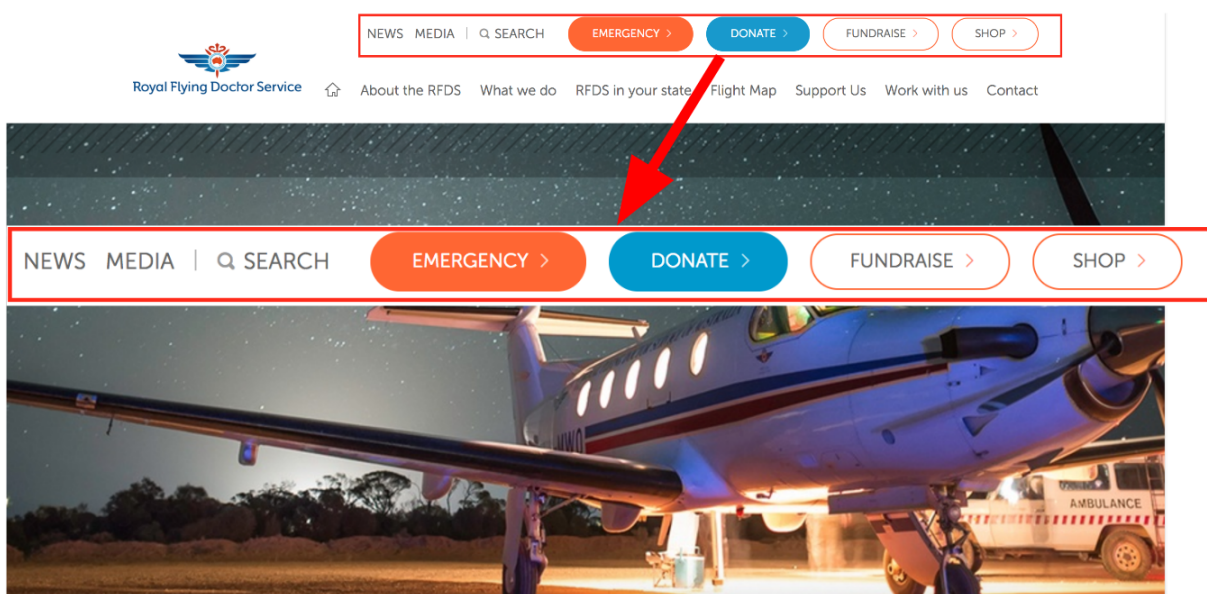 NEWS MEDIA | SEARCH EMERGENCY > DONATE > FUNDRAISE > SHOP >
Royal Flying Doctor Service
About the RFDS What we do RFDS in your state Flight Map Support Us Work with us Contact
NEWS MEDIA | SEARCH EMERGENCY > DONATE > FUNDRAISE > SHOP >
MWO
AMBULANCE